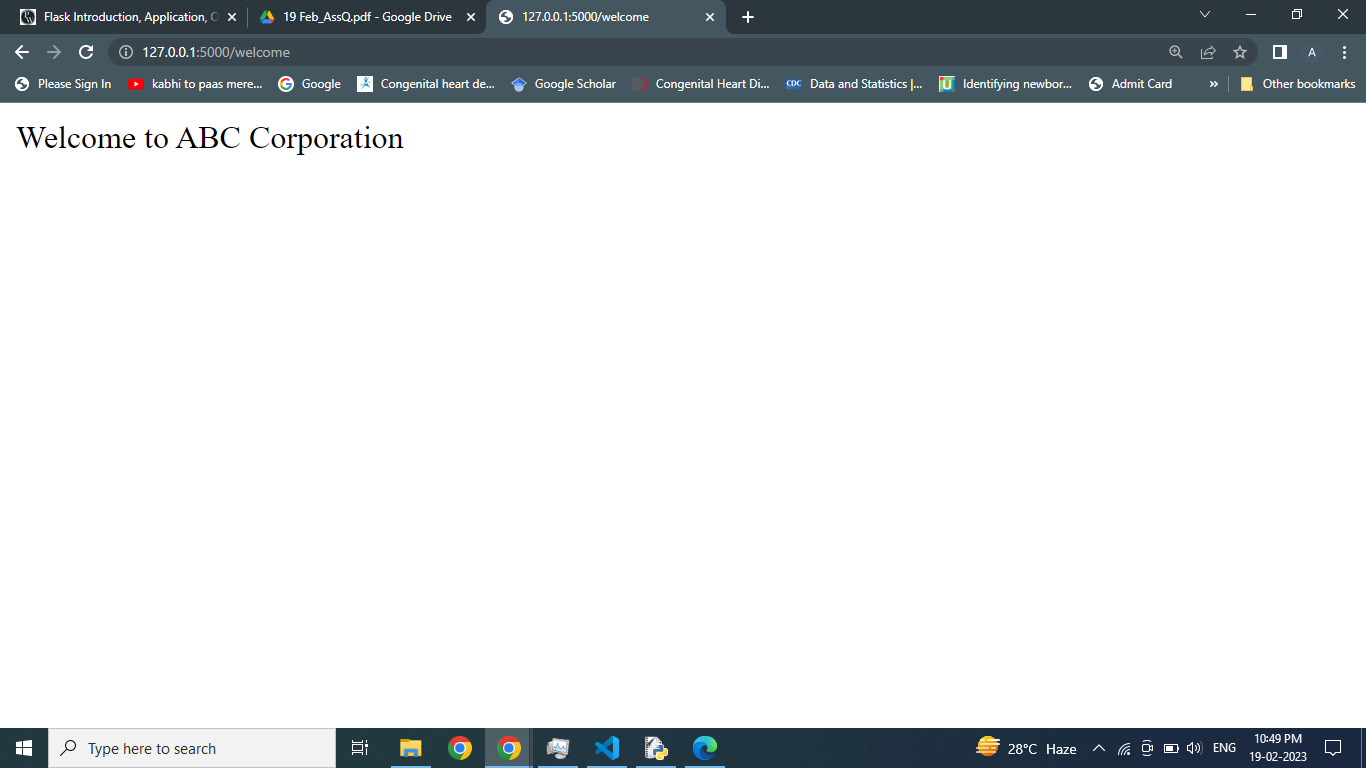 Flask Introduction, Application, O
19 Feb_AssQ.pdf - Google Drive
127.0.0.1:5000/welcome
127.0.0.1:5000/welcome
A
Please Sign In
kabhi to paas mere...
Google
Congenital heart de...
Google Scholar
Congenital Heart Di...
CDC
Data and Statistics |...
Identifying newbor...
Admit Card
»
Other bookmarks
Welcome to ABC Corporation
Type here to search
28°C Haze
ENG
10:49 PM
19-02-2023